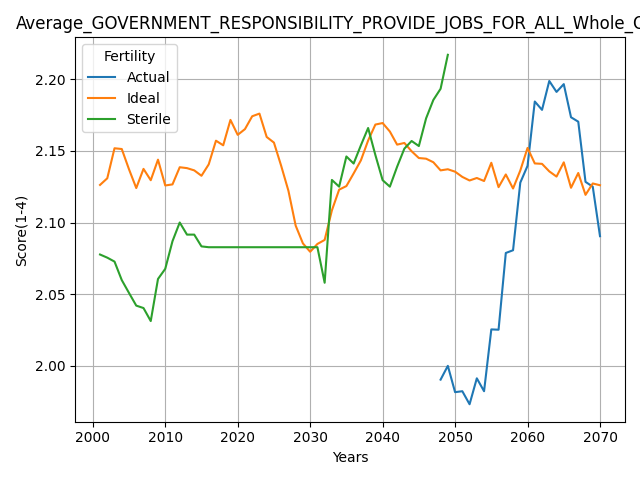 Average_GOVERNMENT_RESPONSIBILITY_PROVIDE_JOBS_FOR_ALL_Whole_
Fertility
Actual
Ideal
Sterile
Score(1-4)
2.20
2.15
2.10
2.05
2.00
2000 2010 2020 2030 2040 2050 2060 2070
Years